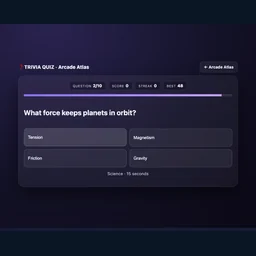 TRIVIA QUIZ · Arcade Atlas
← Arcade Atlas
QUESTION 2/10 SCORE 0 STREAK 0 BEST 48
What force keeps planets in orbit?
Tension
Magnetism
Friction
Gravity
Science · 15 seconds